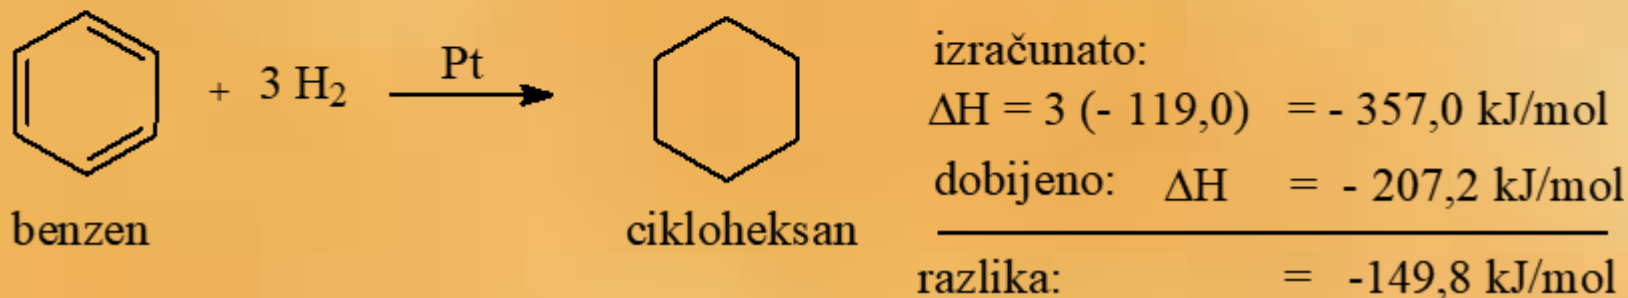 + 3 H₂
Pt
benzen
cikloheksan
izračunato:
ΔH = 3 (- 119,0) = - 357,0 kJ/mol
dobijeno: ΔH = - 207,2 kJ/mol
razlika: = -149,8 kJ/mol